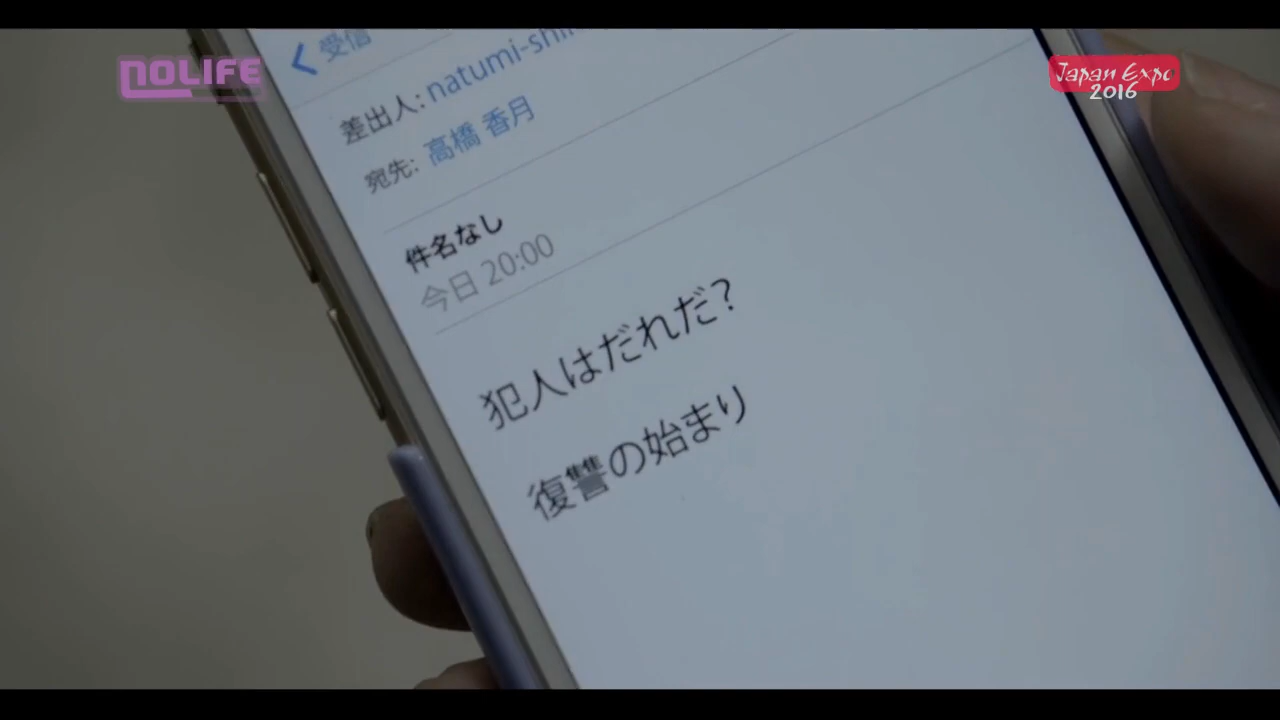 NOLIFE
Japan Expo
2016
受信
差出人: natumi-shi
宛先: 高橋 香月
件名なし
今日 20:00
犯人はだれだ?
復讐の始まり